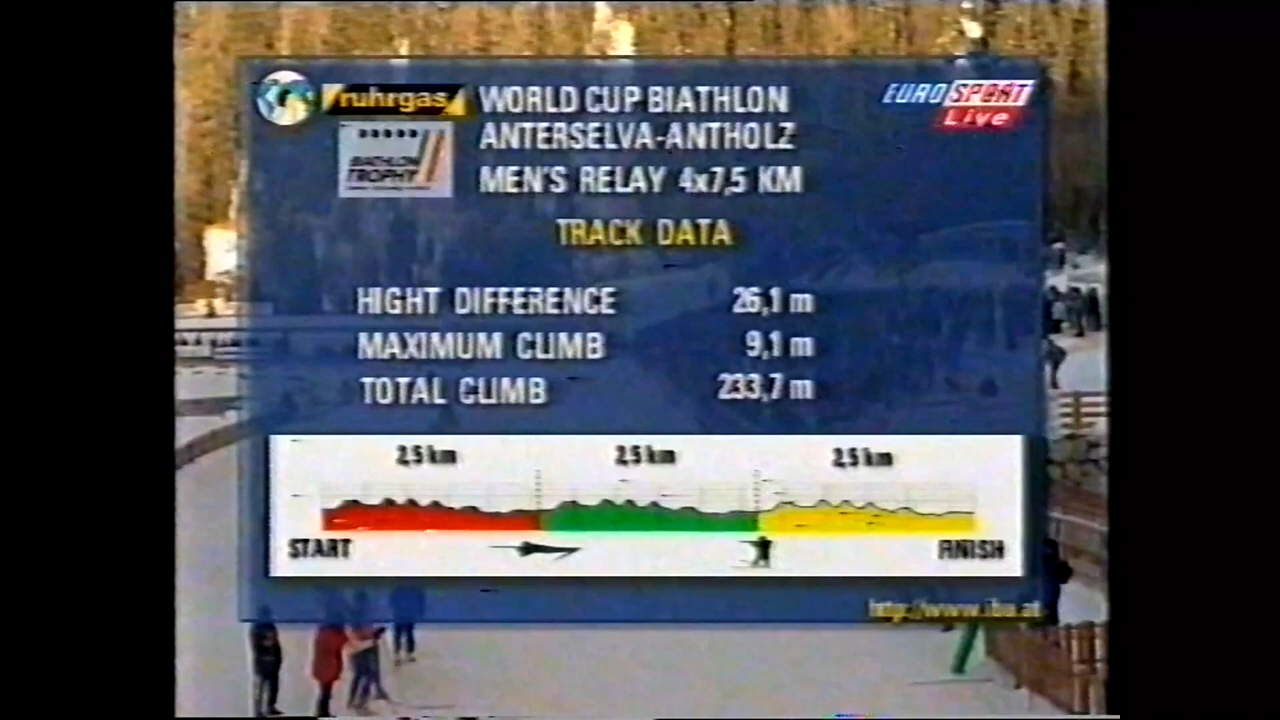 ruhrgas
WORLD CUP BIATHLON
EUROSPORT
Live
ANTERSELVA-ANTHOLZ
BIATHLON
TROPHY
MEN'S RELAY 4x7,5 KM
TRACK DATA
HIGHT DIFFERENCE 26,1 m
MAXIMUM CLIMB 9,1 m
TOTAL CLIMB 233,7 m
2,5 km 2,5 km 2,5 km
START FINISH
http://www.ibu.at